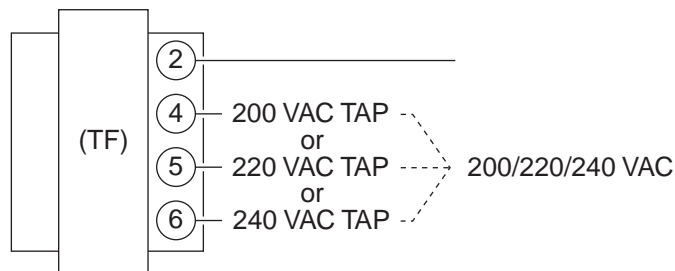 2
4 200 VAC TAP
or
(TF)
5 220 VAC TAP 200/220/240 VAC
or
6 240 VAC TAP